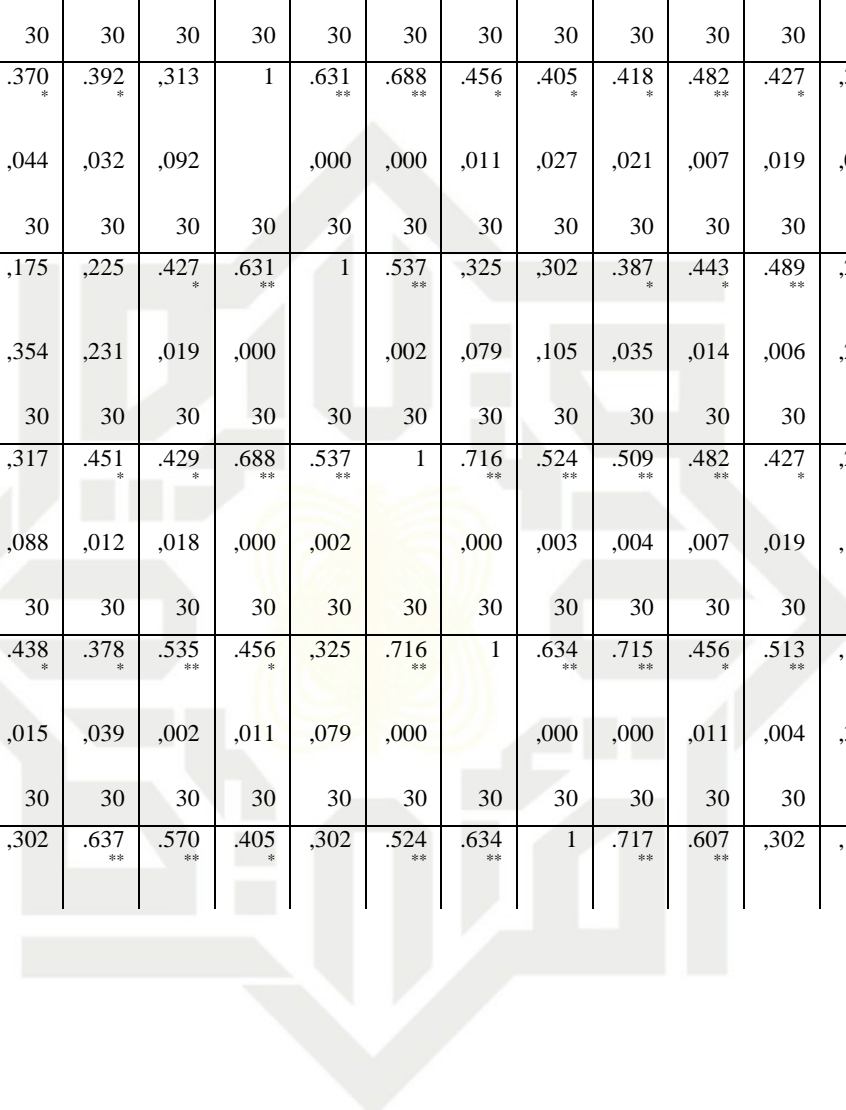 30 30 30 30 30 30 30 30 30 30 30
.370* .392* ,313 1 .631** .688** .456* .405* .418* .482** .427*
,044 ,032 ,092 ,000 ,000 ,011 ,027 ,021 ,007 ,019
30 30 30 30 30 30 30 30 30 30 30
,175 ,225 .427* .631** 1 .537** ,325 ,302 .387* .443* .489**
,354 ,231 ,019 ,000 ,002 ,079 ,105 ,035 ,014 ,006
30 30 30 30 30 30 30 30 30 30 30
,317 .451* .429* .688** .537** 1 .716** .524** .509** .482** .427*
,088 ,012 ,018 ,000 ,002 ,000 ,003 ,004 ,007 ,019
30 30 30 30 30 30 30 30 30 30 30
.438* .378* .535** .456* ,325 .716** 1 .634** .715** .456* .513**
,015 ,039 ,002 ,011 ,079 ,000 ,000 ,000 ,011 ,004
30 30 30 30 30 30 30 30 30 30 30
,302 .637** .570** .405* ,302 .524** .634** 1 .717** .607** ,302